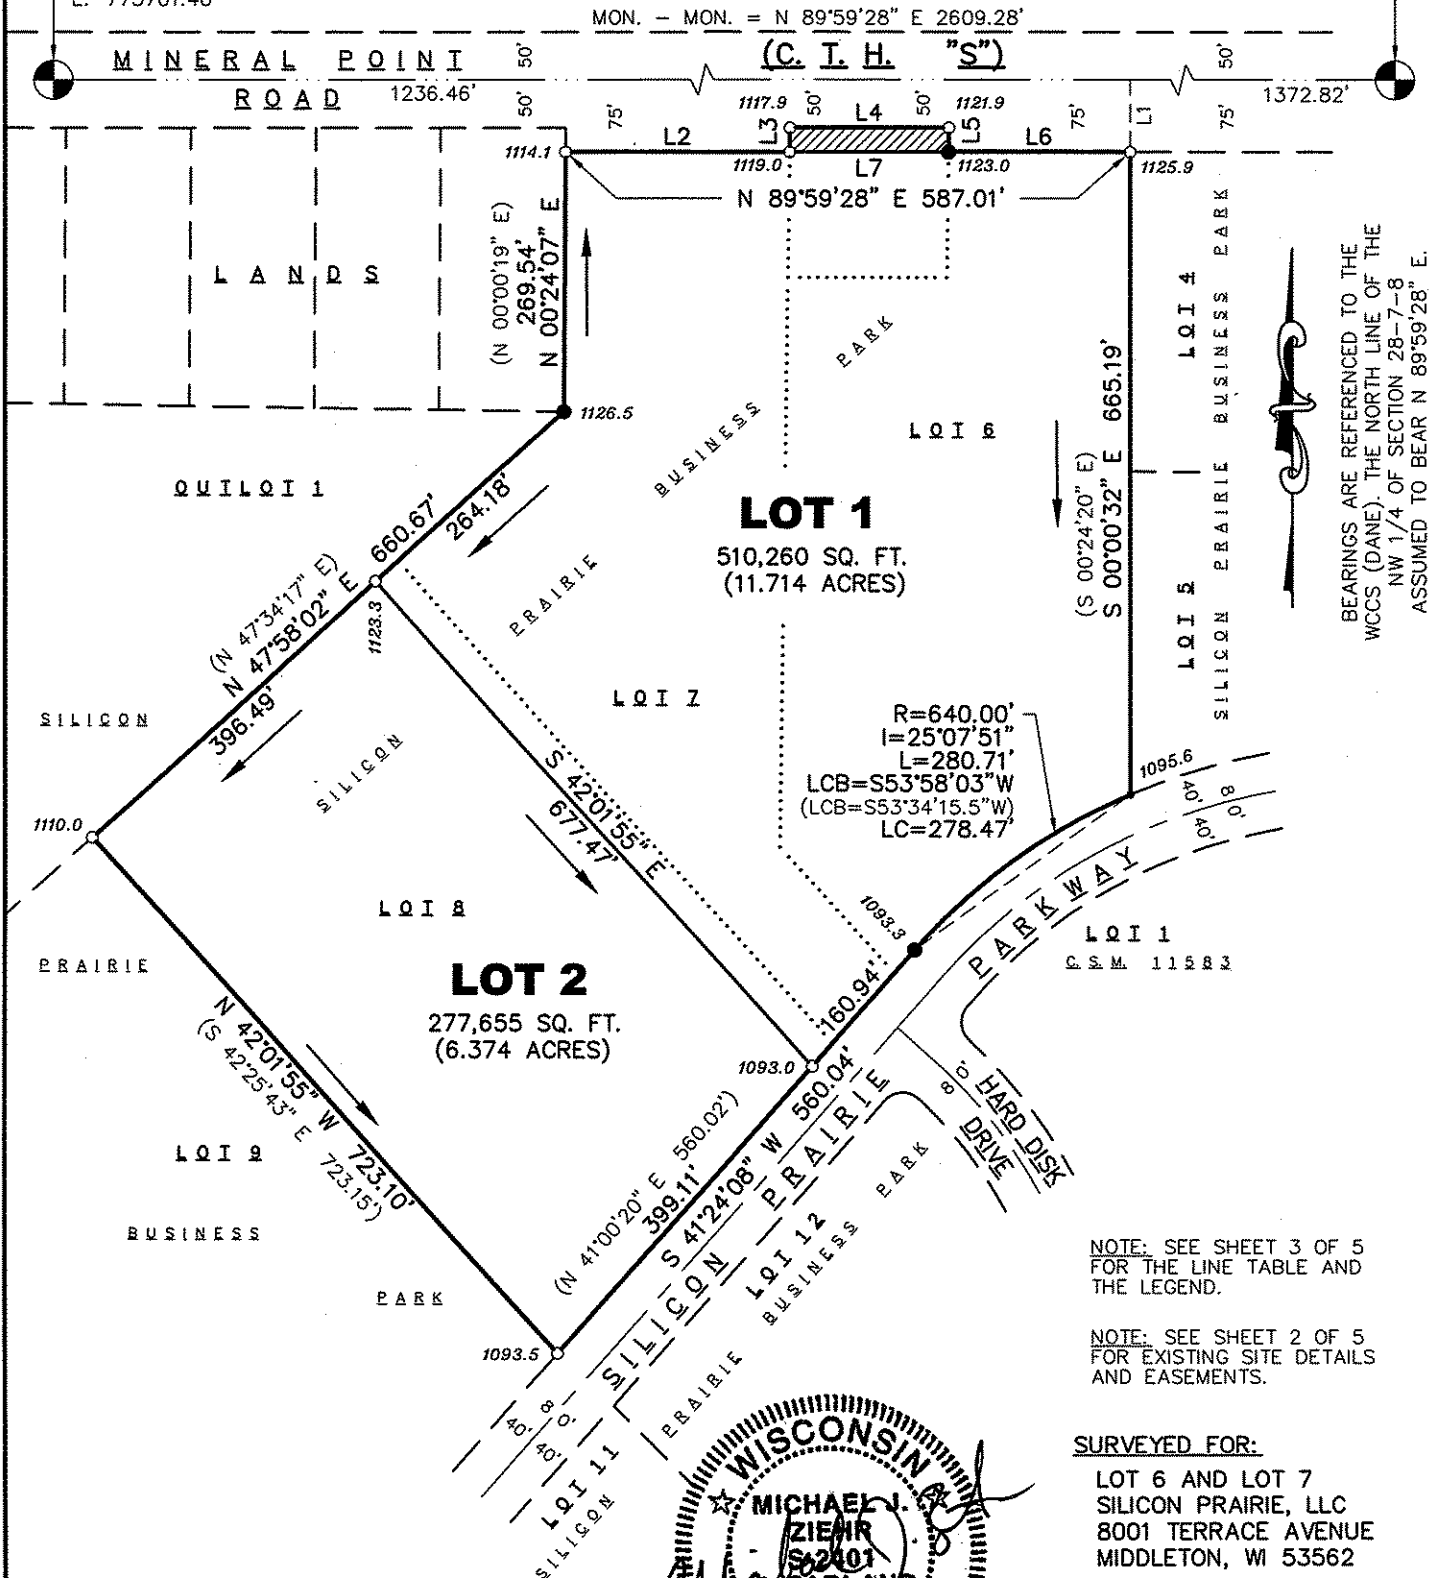 MON. – MON. = N 89°59'28" E 2609.28'
MINERAL POINT
ROAD
(C. T. H. "S")
50'
50'
1236.46'
1372.82'
50'
75'
1117.9
50'
L4
50'
1121.9
75'
L1
75'
L2
L3
L5
L6
1114.1
1119.0
L7
1123.0
1125.9
N 89°59'28" E 587.01'
(N 00°00'19" E)
269.54'
N 00°24'07" E
LANDS
PARK
LOT 4
SILICON PRAIRIE BUSINESS PARK
BEARINGS ARE REFERENCED TO THE
WCCS (DANE). THE NORTH LINE OF THE
NW 1/4 OF SECTION 28-7-8
ASSUMED TO BEAR N 89°59'28" E.
1126.5
BUSINESS
LOT 6
(S 00°24'20" E)
S 00°00'32" E 665.19'
OUTLOT 1
660.67'
264.18'
LOT 1
510,260 SQ. FT.
(11.714 ACRES)
PRAIRIE
(N 47°34'17" E)
N 47°58'02" E
1123.3
LOT 5
LOT 7
SILICON
396.49'
SILICON
R=640.00'
I=25°07'51"
L=280.71'
LCB=S53°58'03"W
(LCB=S53°34'15.5"W)
LC=278.47'
S 42°01'55" E
677.47'
1095.6
40'
80'
40'
1110.0
LOT 8
1093.3
PARKWAY
LOT 1
C.S.M. 11583
PRAIRIE
LOT 2
277,655 SQ. FT.
(6.374 ACRES)
160.94'
N 42°01'55" W 723.10'
(S 42°25'43" E 723.15')
1093.0
80'
HARD DISK
DRIVE
LOT 9
(N 41°00'20" E 560.02')
399.11'
S 41°24'08" W 560.04'
SILICON PRAIRIE
PARK
BUSINESS
PARK
LOT 12
BUSINESS
1093.5
PRAIRIE
80'
40'
40'
LOT 11
SILICON
NOTE: SEE SHEET 3 OF 5
FOR THE LINE TABLE AND
THE LEGEND.
NOTE: SEE SHEET 2 OF 5
FOR EXISTING SITE DETAILS
AND EASEMENTS.
WISCONSIN
MICHAEL J.
ZIEHR
S-2401
SURVEYED FOR:
LOT 6 AND LOT 7
SILICON PRAIRIE, LLC
8001 TERRACE AVENUE
MIDDLETON, WI 53562